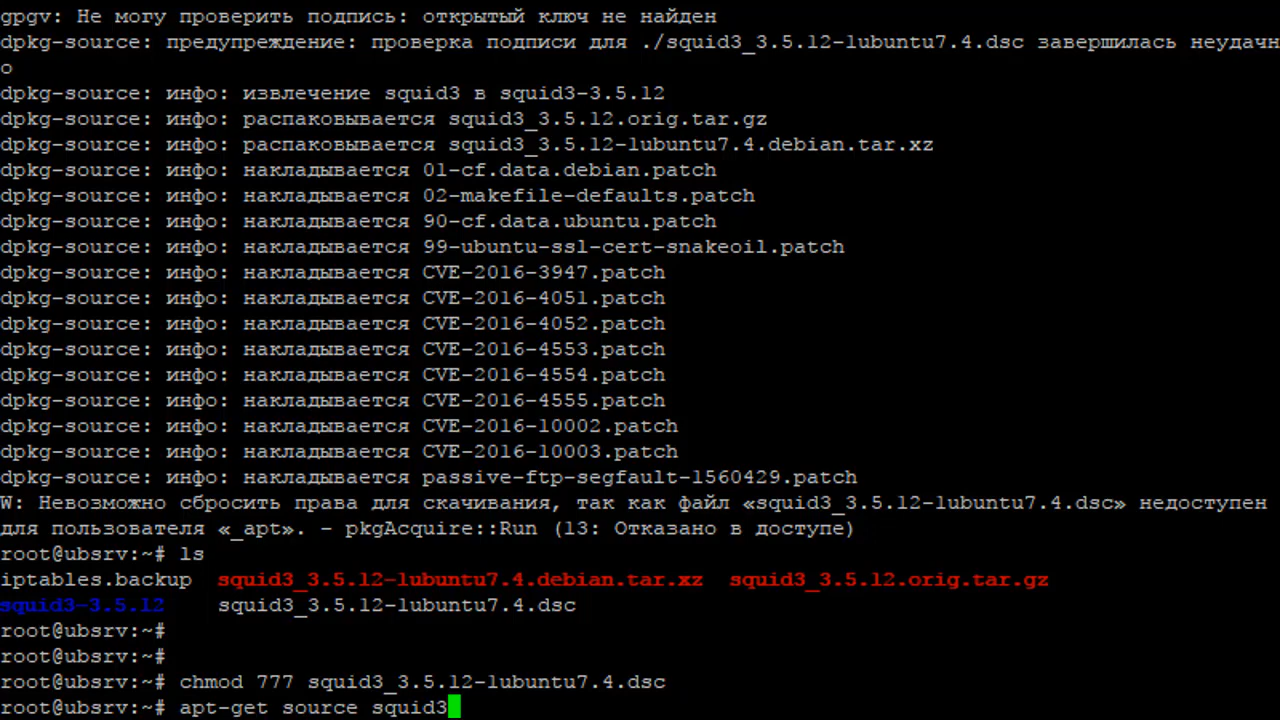 gpgv: Не могу проверить подпись: открытый ключ не найден
dpkg-source: предупреждение: проверка подписи для ./squid3_3.5.12-1ubuntu7.4.dsc завершилась неудачн
о
dpkg-source: инфо: извлечение squid3 в squid3-3.5.12
dpkg-source: инфо: распаковывается squid3_3.5.12.orig.tar.gz
dpkg-source: инфо: распаковывается squid3_3.5.12-1ubuntu7.4.debian.tar.xz
dpkg-source: инфо: накладывается 01-cf.data.debian.patch
dpkg-source: инфо: накладывается 02-makefile-defaults.patch
dpkg-source: инфо: накладывается 90-cf.data.ubuntu.patch
dpkg-source: инфо: накладывается 99-ubuntu-ssl-cert-snakeoil.patch
dpkg-source: инфо: накладывается CVE-2016-3947.patch
dpkg-source: инфо: накладывается CVE-2016-4051.patch
dpkg-source: инфо: накладывается CVE-2016-4052.patch
dpkg-source: инфо: накладывается CVE-2016-4553.patch
dpkg-source: инфо: накладывается CVE-2016-4554.patch
dpkg-source: инфо: накладывается CVE-2016-4555.patch
dpkg-source: инфо: накладывается CVE-2016-10002.patch
dpkg-source: инфо: накладывается CVE-2016-10003.patch
dpkg-source: инфо: накладывается passive-ftp-segfault-1560429.patch
W: Невозможно сбросить права для скачивания, так как файл «squid3_3.5.12-1ubuntu7.4.dsc» недоступен
для пользователя «_apt». - pkgAcquire::Run (13: Отказано в доступе)
root@ubsrv:~# ls
iptables.backup  squid3_3.5.12-1ubuntu7.4.debian.tar.xz  squid3_3.5.12.orig.tar.gz
squid3-3.5.12    squid3_3.5.12-1ubuntu7.4.dsc
root@ubsrv:~#
root@ubsrv:~#
root@ubsrv:~# chmod 777 squid3_3.5.12-1ubuntu7.4.dsc
root@ubsrv:~# apt-get source squid3